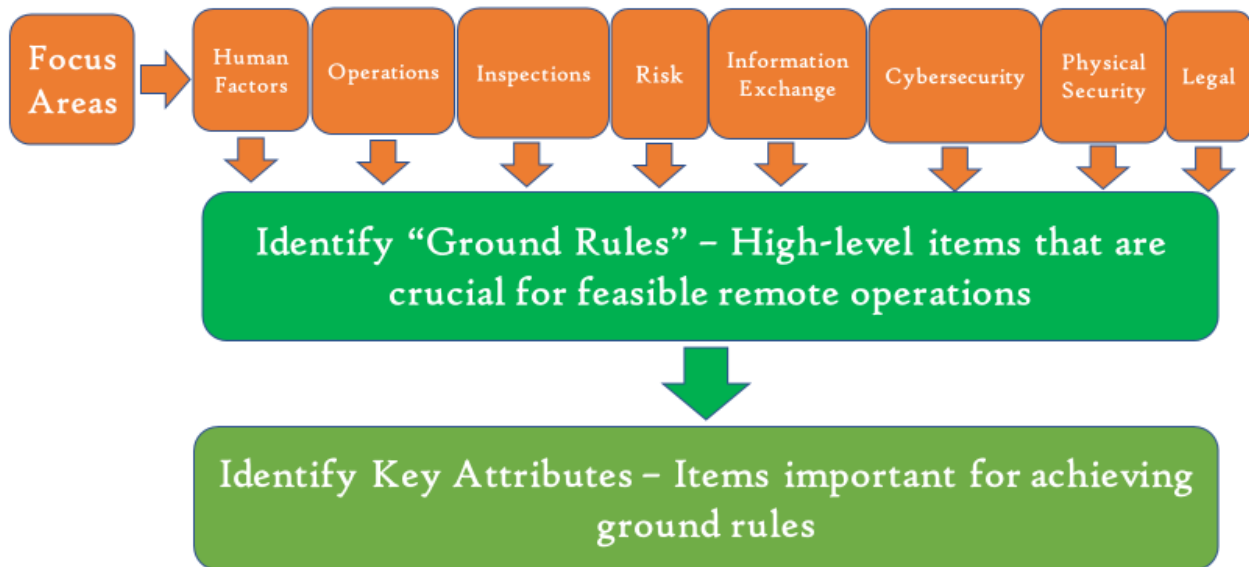 Focus
Areas
Human
Factors
Operations
Inspections
Risk
Information
Exchange
Cybersecurity
Physical
Security
Legal
Identify “Ground Rules” – High-level items that are
crucial for feasible remote operations
Identify Key Attributes – Items important for achieving
ground rules